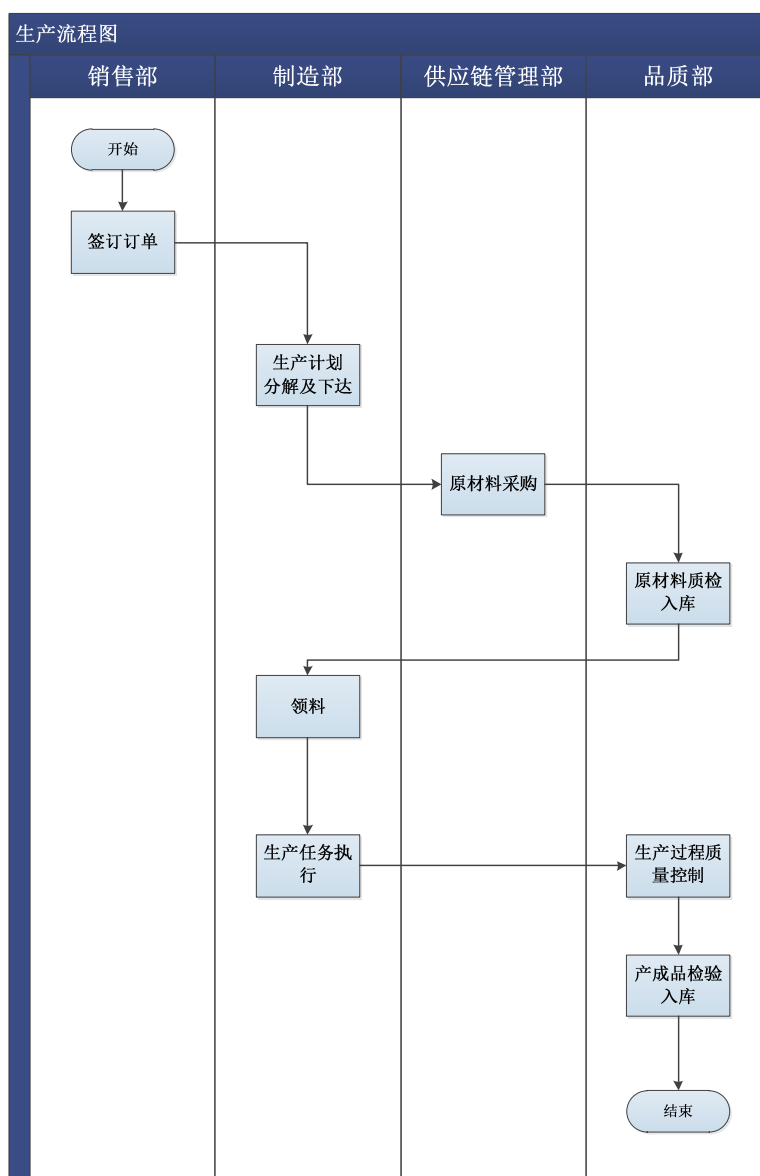 生产流程图
销售部
制造部
供应链管理部
品质部
开始
签订订单
生产计划
分解及下达
原材料采购
原材料质检
入库
领料
生产任务执
行
生产过程质
量控制
产成品检验
入库
结束